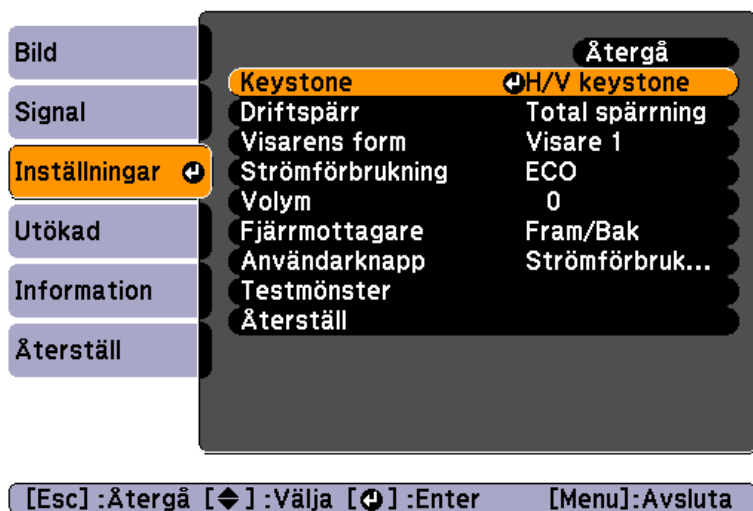 Bild
Signal
Inställningar
Utökad
Information
Återställ
Återgå
Keystone H/V keystone
Driftspärr Total spärrning
Visarens form Visare 1
Strömförbrukning ECO
Volym 0
Fjärrmottagare Fram/Bak
Användarknapp Strömförbruk...
Testmönster
Återställ
[Esc] :Återgå [◆] :Välja [⏎] :Enter [Menu]:Avsluta